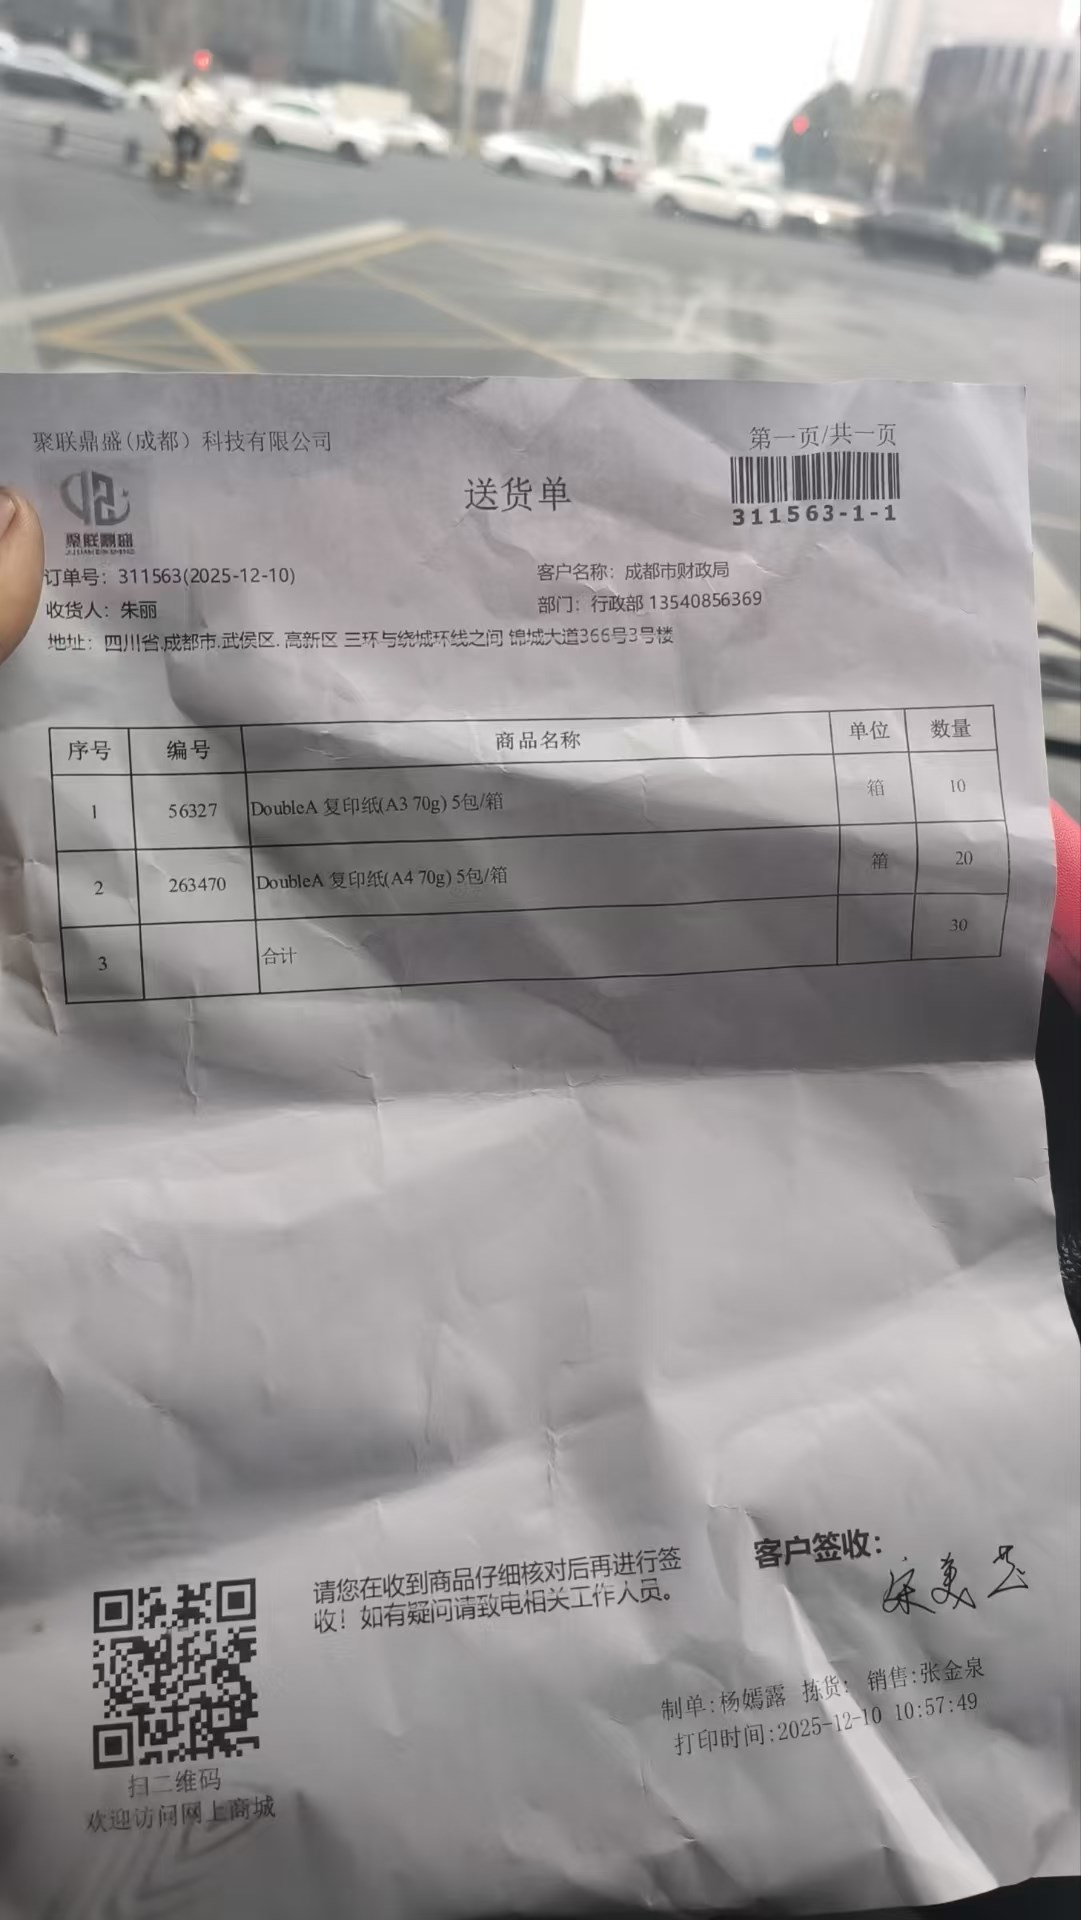 聚联鼎盛(成都）科技有限公司
第一页/共一页
送货单
311563-1-1
聚联鼎盛
JULIANDINGSHENG
订单号：311563(2025-12-10)
客户名称：成都市财政局
收货人：朱丽
部门：行政部 13540856369
地址：四川省.成都市.武侯区. 高新区 三环与绕城环线之间 锦城大道366号3号楼
序号 编号 商品名称 单位 数量
1 56327 DoubleA 复印纸(A3 70g) 5包/箱 箱 10
2 263470 DoubleA 复印纸(A4 70g) 5包/箱 箱 20
3 合计 30
请您在收到商品仔细核对后再进行签
收！如有疑问请致电相关工作人员。
客户签收：
宋美
制单:杨嫣露 拣货: 销售:张金泉
打印时间:2025-12-10 10:57:49
扫二维码
欢迎访问网上商城